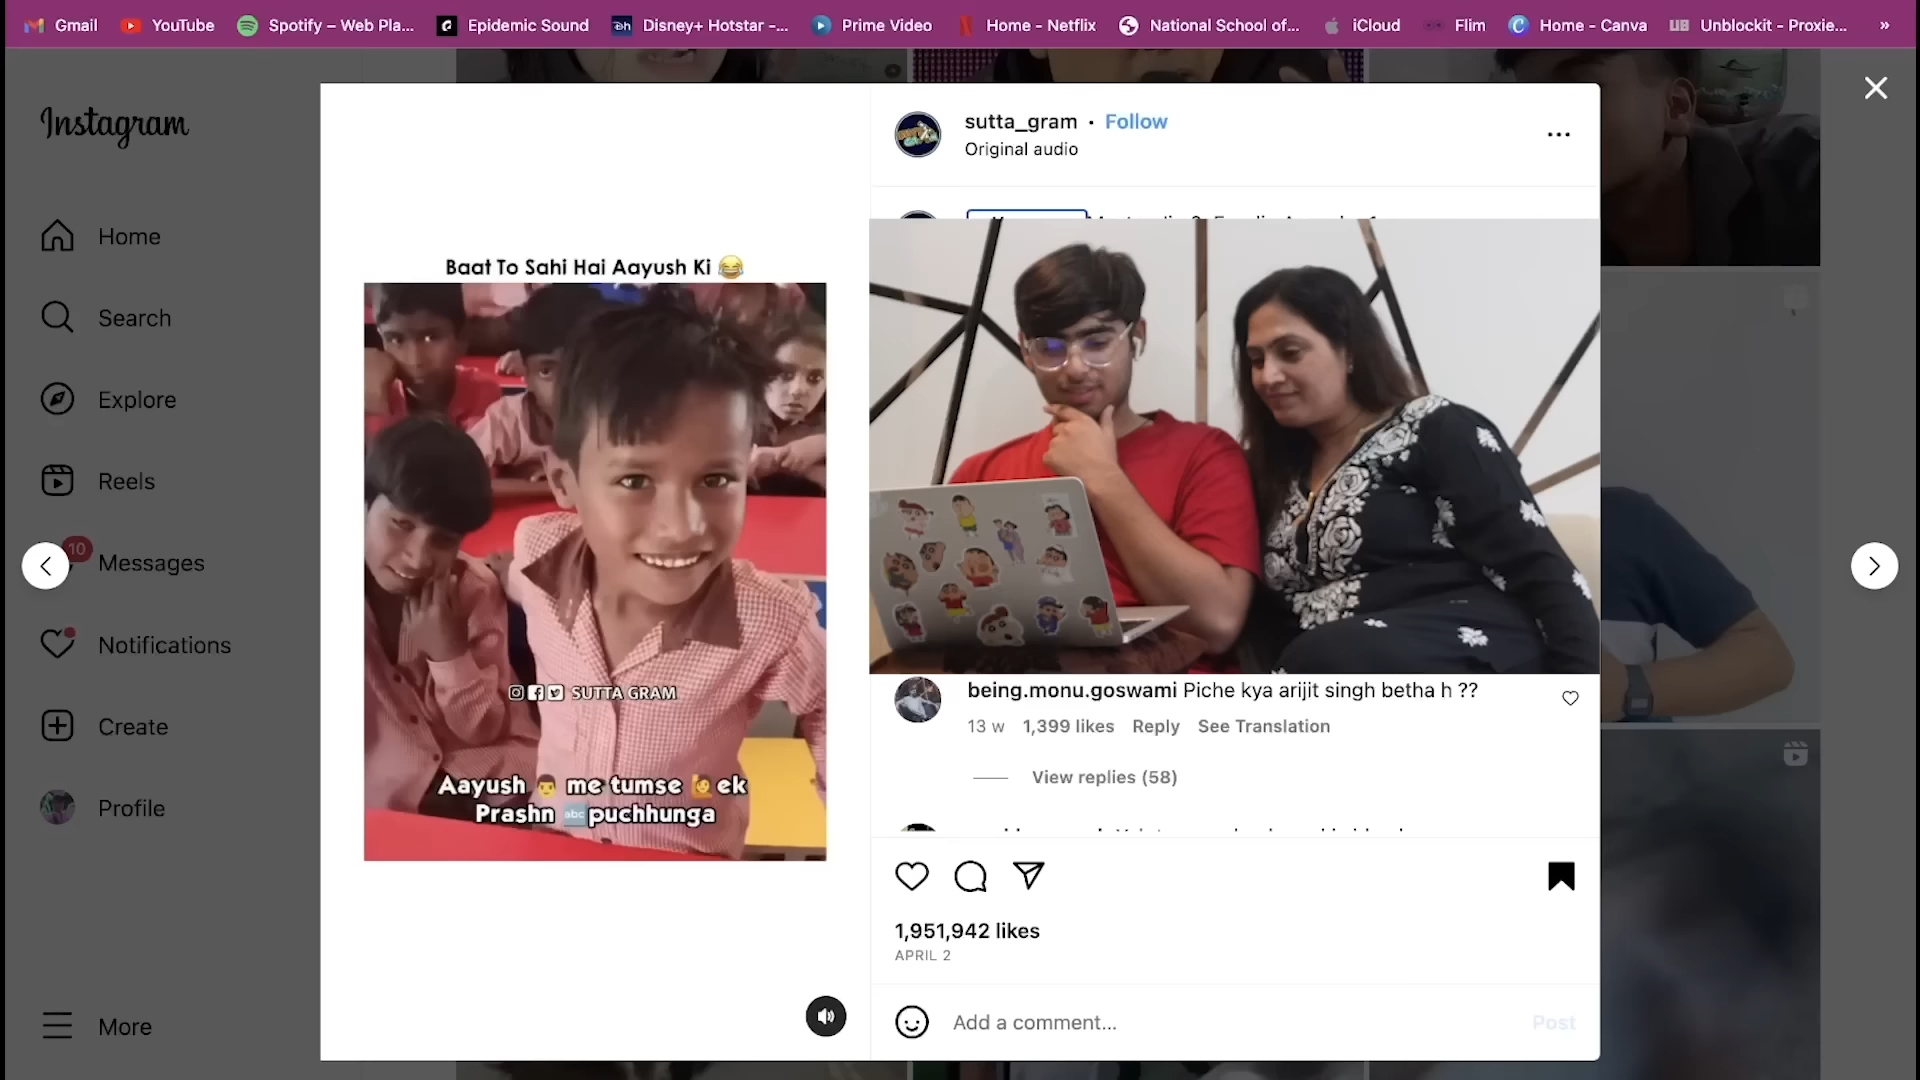 Gmail
YouTube
Spotify – Web Pla...
Epidemic Sound
Disney+ Hotstar -...
Prime Video
Home - Netflix
National School of...
iCloud
Flim
Home - Canva
UB Unblockit - Proxie...
»
Instagram
Home
Search
Explore
Reels
10
Messages
Notifications
Create
Profile
More
Baat To Sahi Hai Aayush Ki 😂
SUTTA GRAM
Aayush 👨 me tumse 🙋 ek
Prashn 🔤 puchhunga
sutta_gram • Follow
Original audio
being.monu.goswami Piche kya arijit singh betha h ??
13 w 1,399 likes Reply See Translation
View replies (58)
1,951,942 likes
APRIL 2
Add a comment...
Post